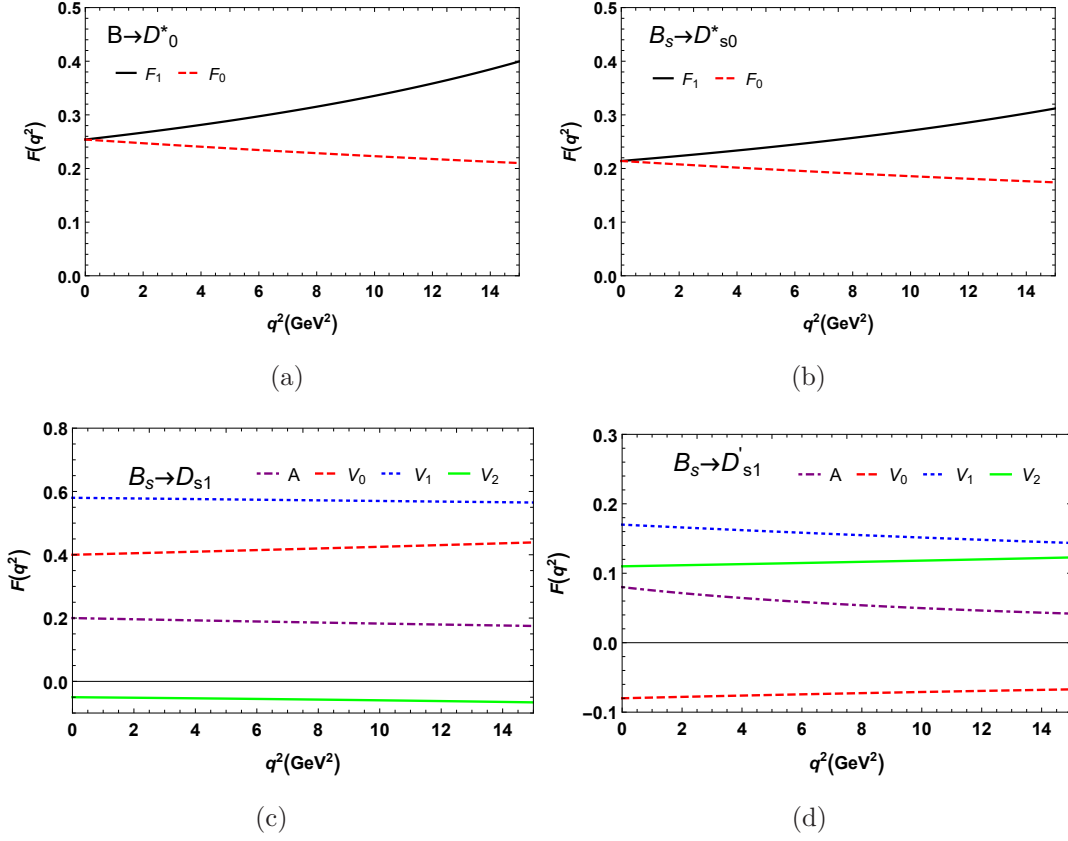 B→D*0
F1 F0
F(q2)
0.5
0.4
0.3
0.2
0.1
0.0
0 2 4 6 8 10 12 14
q2(GeV2)
(a)
Bs→D*s0
F1 F0
F(q2)
0.5
0.4
0.3
0.2
0.1
0.0
0 2 4 6 8 10 12 14
q2(GeV2)
(b)
Bs→Ds1
A V0 V1 V2
F(q2)
0.8
0.6
0.4
0.2
0.0
0 2 4 6 8 10 12 14
q2(GeV2)
(c)
Bs→D's1
A V0 V1 V2
F(q2)
0.3
0.2
0.1
0.0
−0.1
0 2 4 6 8 10 12 14
q2(GeV2)
(d)